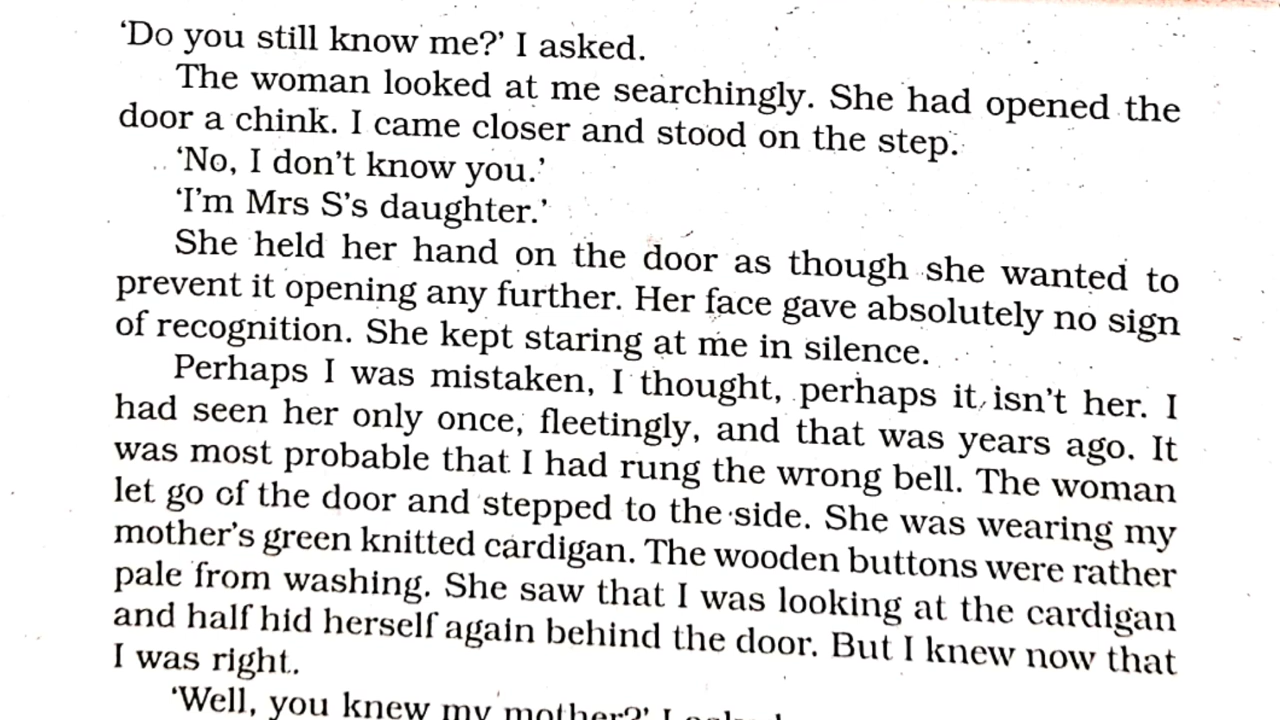 ‘Do you still know me?’ I asked.
The woman looked at me searchingly. She had opened the
door a chink. I came closer and stood on the step.
‘No, I don’t know you.’
‘I’m Mrs S’s daughter.’
She held her hand on the door as though she wanted to
prevent it opening any further. Her face gave absolutely no sign
of recognition. She kept staring at me in silence.
Perhaps I was mistaken, I thought, perhaps it isn’t her. I
had seen her only once, fleetingly, and that was years ago. It
was most probable that I had rung the wrong bell. The woman
let go of the door and stepped to the side. She was wearing my
mother’s green knitted cardigan. The wooden buttons were rather
pale from washing. She saw that I was looking at the cardigan
and half hid herself again behind the door. But I knew now that
I was right.
‘Well, you knew my mother?’ I asked